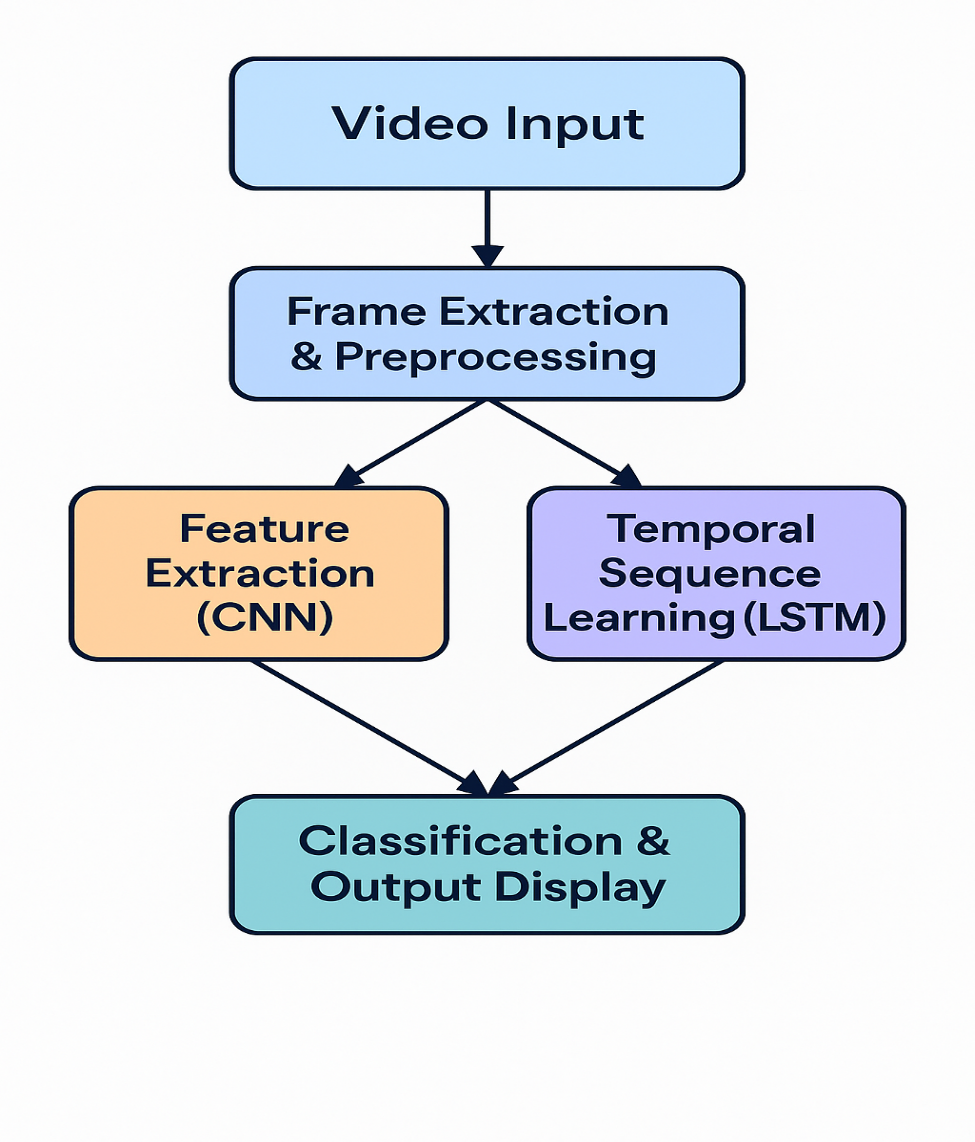 Video Input
Frame Extraction
& Preprocessing
Feature
Extraction
(CNN)
Temporal
Sequence
Learning (LSTM)
Classification &
Output Display